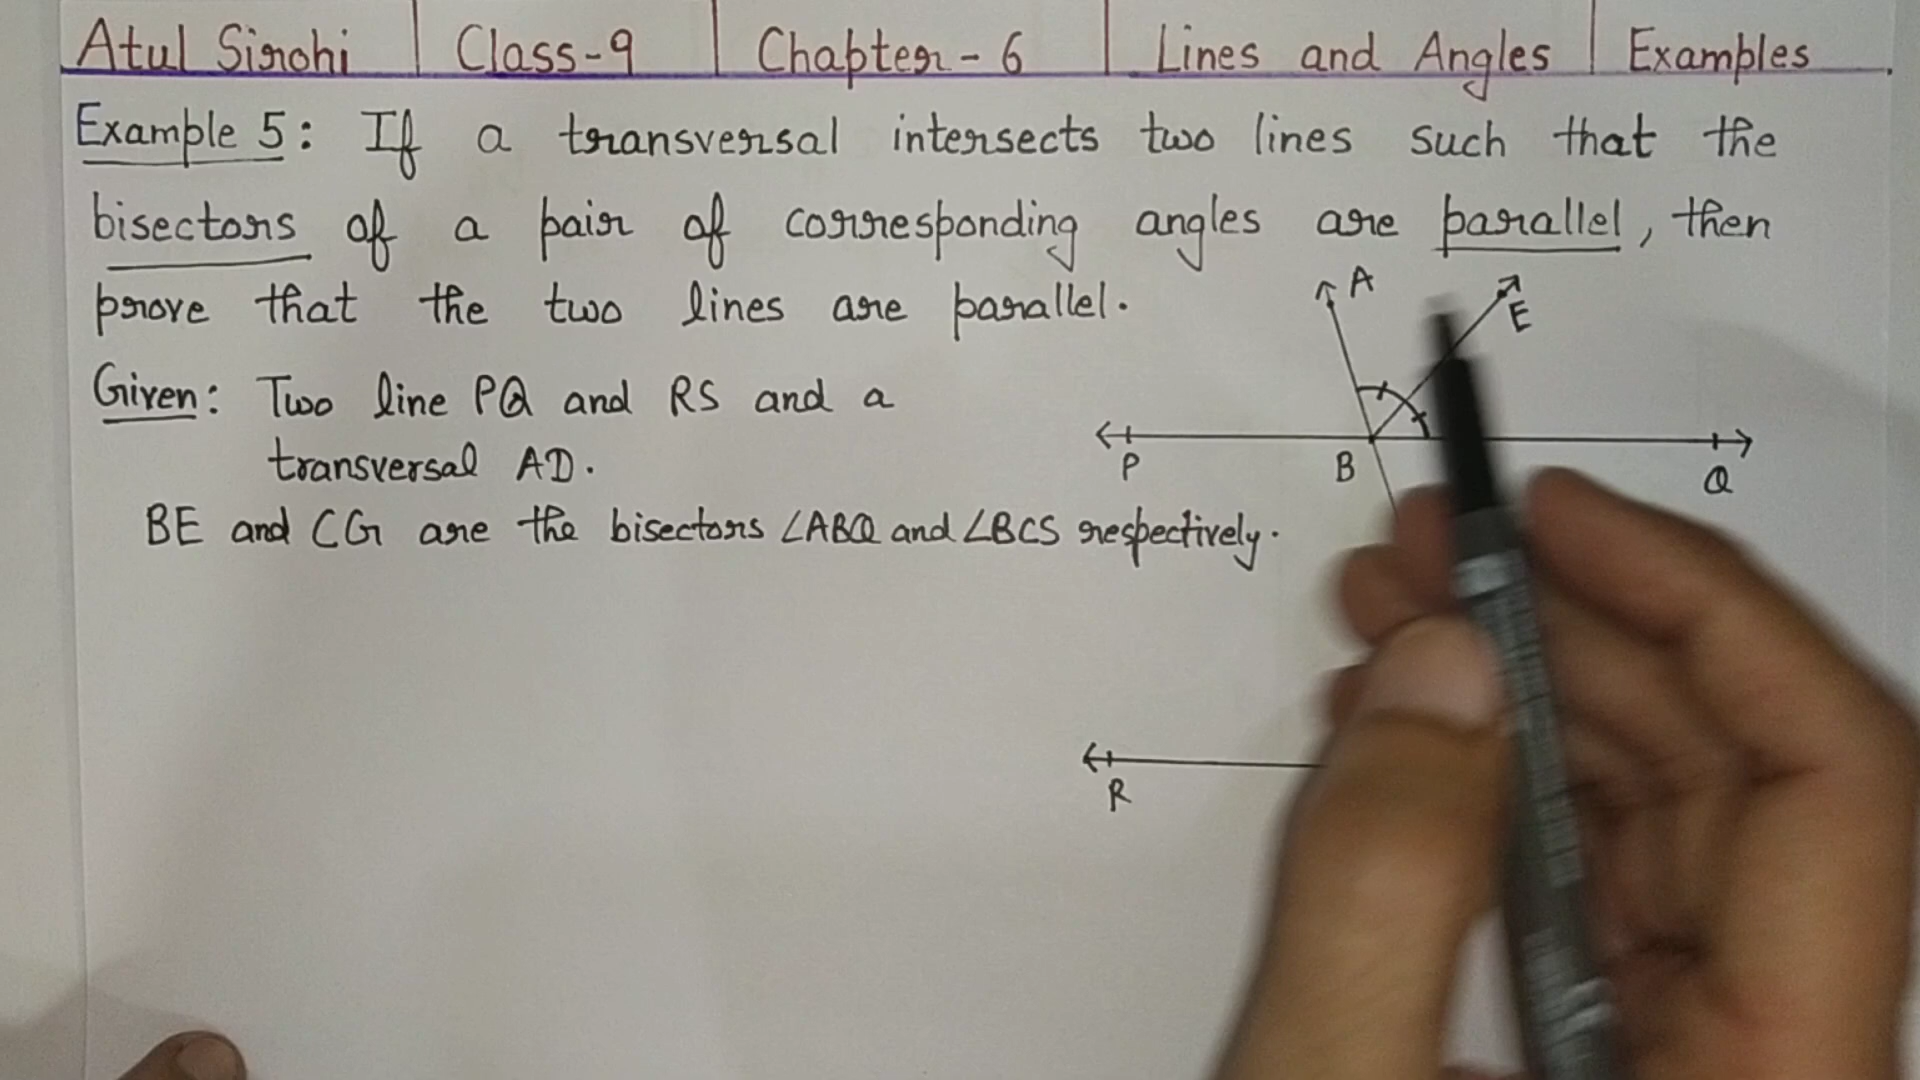 Atul Sirohi | Class-9 | Chapter-6 | Lines and Angles | Examples
Example 5: If a transversal intersects two lines such that the
bisectors of a pair of corresponding angles are parallel, then
prove that the two lines are parallel.
Given: Two line PQ and RS and a
transversal AD.
BE and CG are the bisectors ∠ABQ and ∠BCS respectively.
A
E
P
B
Q
R